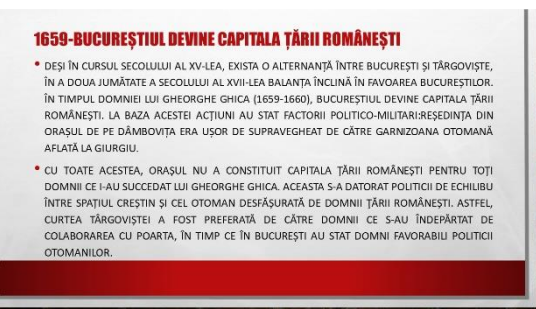 1659-BUCUREȘTIUL DEVINE CAPITALA ȚĂRII ROMÂNEȘTI
• DEȘI ÎN CURSUL SECOLULUI AL XV-LEA, EXISTA O ALTERNANȚĂ ÎNTRE BUCUREȘTI ȘI TÂRGOVIȘTE,
ÎN A DOUA JUMĂTATE A SECOLULUI AL XVII-LEA BALANȚA ÎNCLINĂ ÎN FAVOAREA BUCUREȘTILOR.
ÎN TIMPUL DOMNIEI LUI GHEORGHE GHICA (1659-1660), BUCUREȘTIUL DEVINE CAPITALA ȚĂRII
ROMÂNEȘTI. LA BAZA ACESTEI ACȚIUNI AU STAT FACTORII POLITICO-MILITARI:REȘEDINȚA DIN
ORAȘUL DE PE DÂMBOVIȚA ERA UȘOR DE SUPRAVEGHEAT DE CĂTRE GARNIZOANA OTOMANĂ
AFLATĂ LA GIURGIU.
• CU TOATE ACESTEA, ORAȘUL NU A CONSTITUIT CAPITALA ȚĂRII ROMÂNEȘTI PENTRU TOȚI
DOMNII CE I-AU SUCCEDAT LUI GHEORGHE GHICA. ACEASTA S-A DATORAT POLITICII DE ECHILIBU
ÎNTRE SPAȚIUL CREȘTIN ȘI CEL OTOMAN DESFĂȘURATĂ DE DOMNII ȚĂRII ROMÂNEȘTI. ASTFEL,
CURTEA TÂRGOVIȘTEI A FOST PREFERATĂ DE CĂTRE DOMNII CE S-AU ÎNDEPĂRTAT DE
COLABORAREA CU POARTA, ÎN TIMP CE ÎN BUCUREȘTI AU STAT DOMNI FAVORABILI POLITICII
OTOMANILOR.